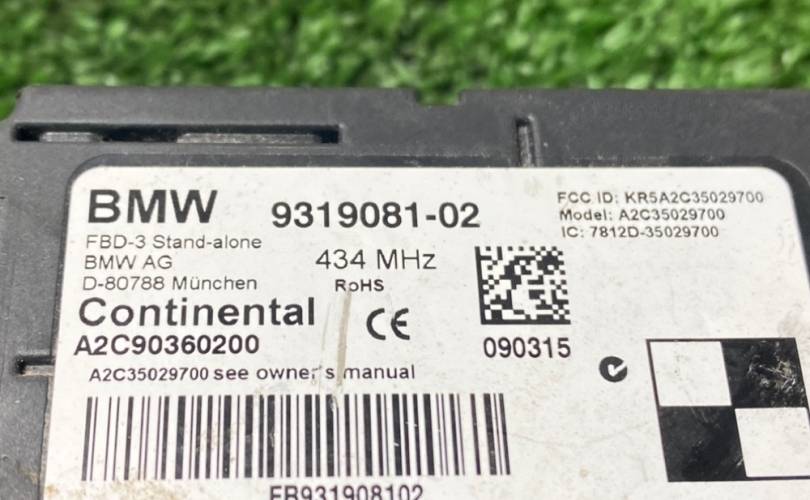 BMW 9319081-02
FCC ID: KR5A2C35029700
Model: A2C35029700
IC: 7812D-35029700
FBD-3 Stand-alone
BMW AG
D-80788 München
434 MHz
RoHS
Continental CE
A2C90360200
090315
A2C35029700 see owner's manual
FB931908102